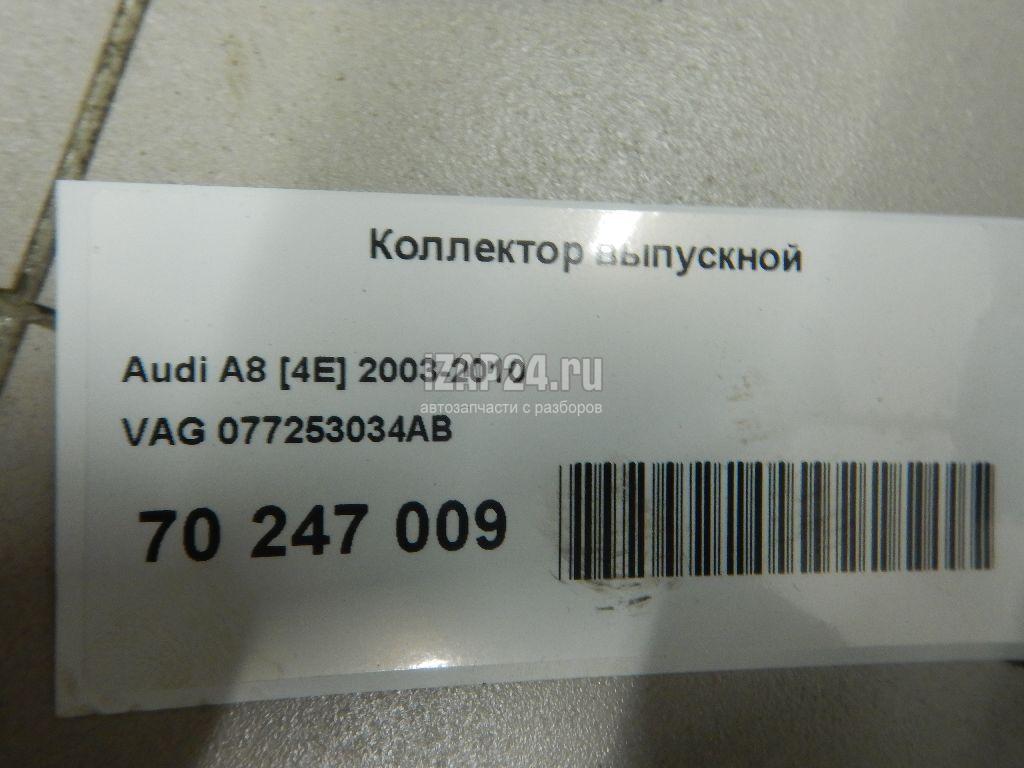 Коллектор выпускной
Audi A8 [4E] 2003-2010
iZAP24.ru
автозапчасти с разборов
VAG 077253034AB
70 247 009